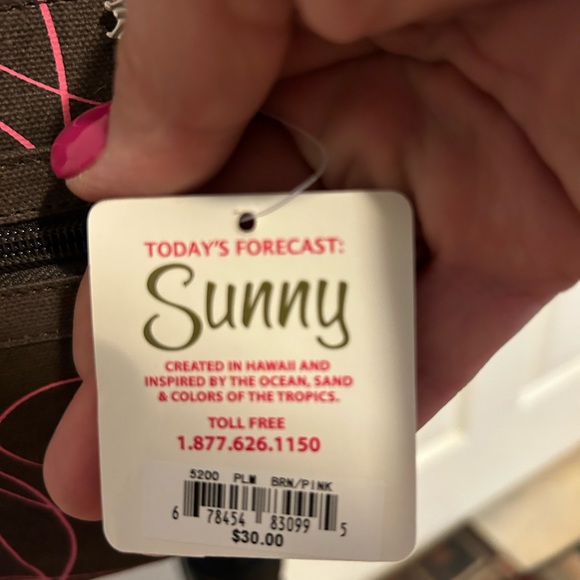 TODAY'S FORECAST:
Sunny
CREATED IN HAWAII AND
INSPIRED BY THE OCEAN, SAND
& COLORS OF THE TROPICS.
TOLL FREE
1.877.626.1150
5200 PLM BRN/PINK
6 78454 83099 5
$30.00